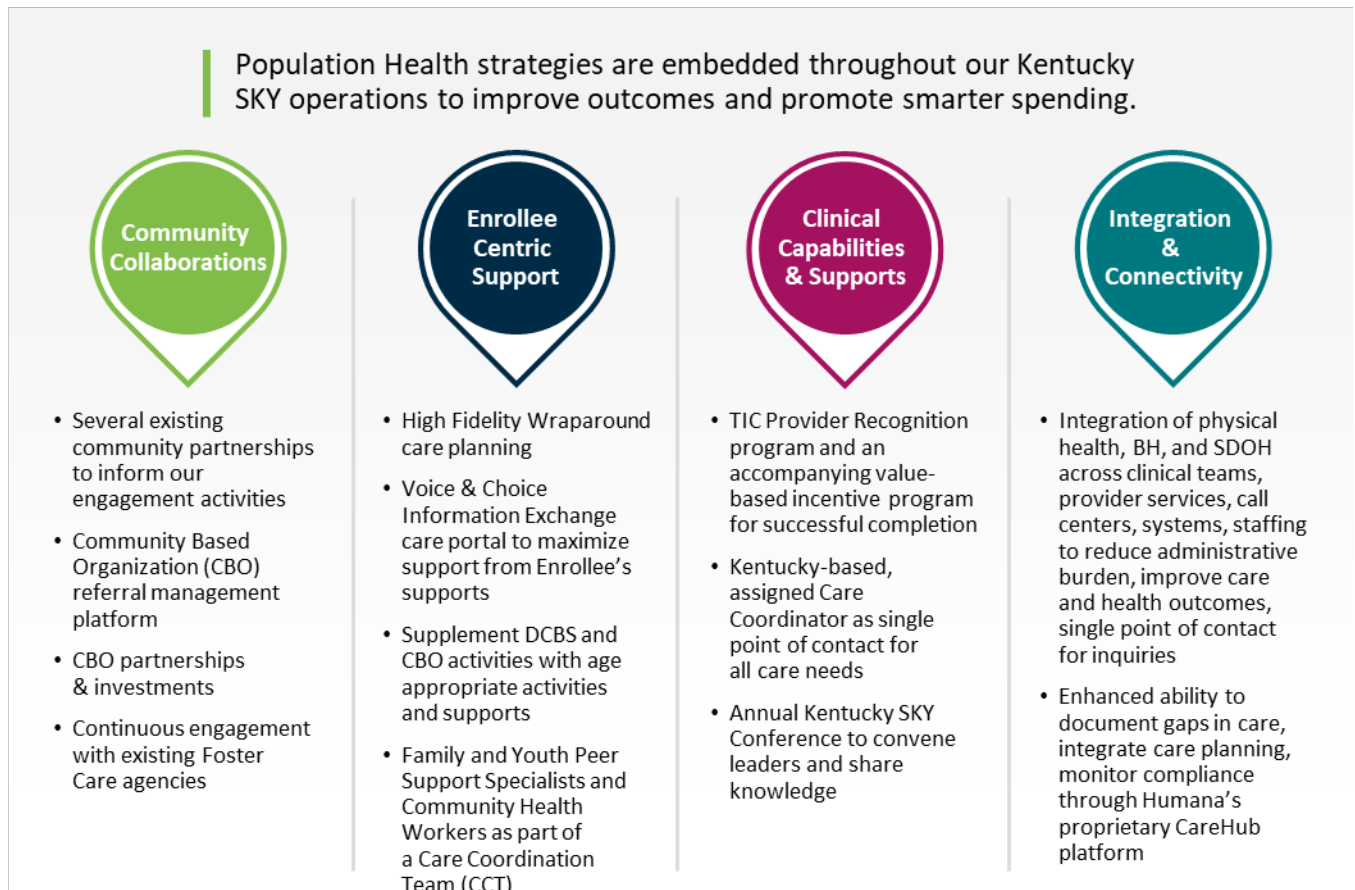 Population Health strategies are embedded throughout our Kentucky
SKY operations to improve outcomes and promote smarter spending.
Community
Collaborations
• Several existing
community partnerships
to inform our
engagement activities
• Community Based
Organization (CBO)
referral management
platform
• CBO partnerships
& investments
• Continuous engagement
with existing Foster
Care agencies
Enrollee
Centric
Support
• High Fidelity Wraparound
care planning
• Voice & Choice
Information Exchange
care portal to maximize
support from Enrollee's
supports
• Supplement DCBS and
CBO activities with age
appropriate activities
and supports
• Family and Youth Peer
Support Specialists and
Community Health
Workers as part of
a Care Coordination
Team (CCT)
Clinical
Capabilities
& Supports
• TIC Provider Recognition
program and an
accompanying value-
based incentive program
for successful completion
• Kentucky-based,
assigned Care
Coordinator as single
point of contact for
all care needs
• Annual Kentucky SKY
Conference to convene
leaders and share
knowledge
Integration
&
Connectivity
• Integration of physical
health, BH, and SDOH
across clinical teams,
provider services, call
centers, systems, staffing
to reduce administrative
burden, improve care
and health outcomes,
single point of contact
for inquiries
• Enhanced ability to
document gaps in care,
integrate care planning,
monitor compliance
through Humana's
proprietary CareHub
platform